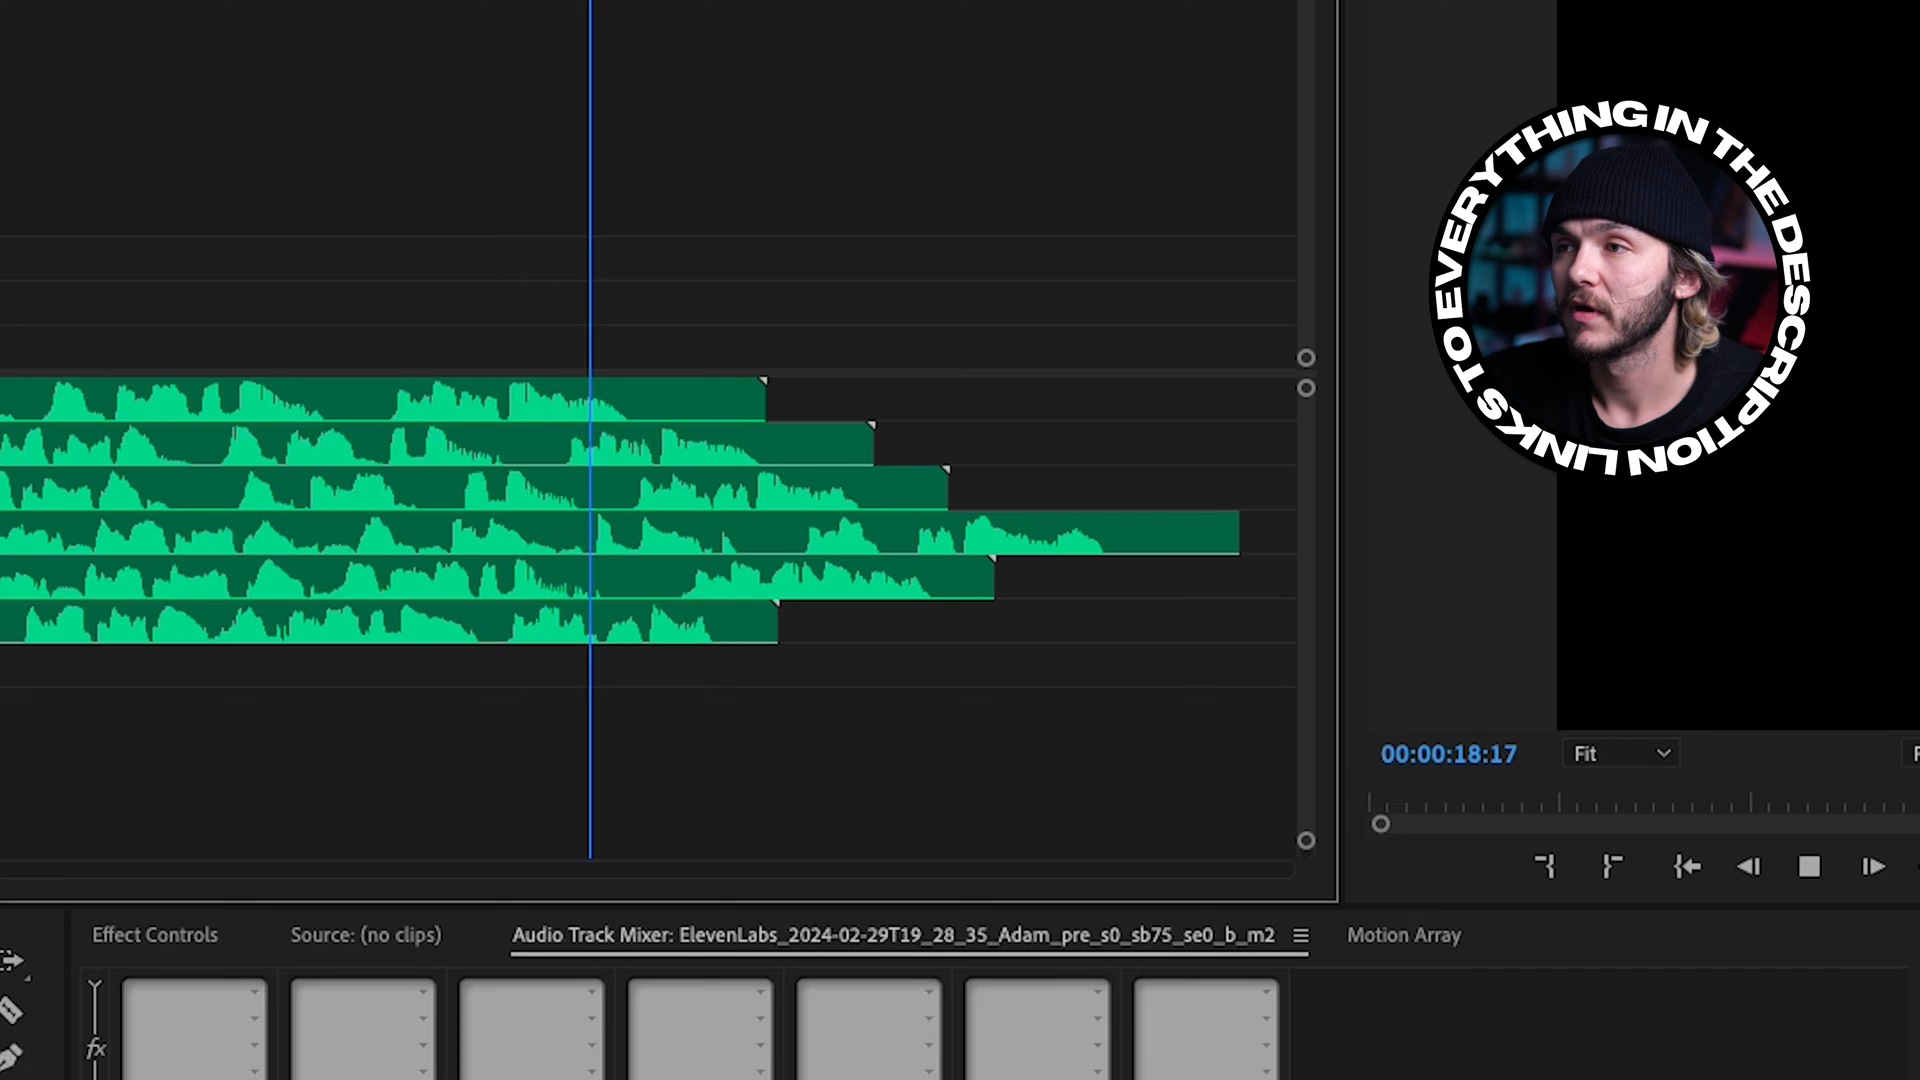 LINKS TO EVERYTHING IN THE DESCRIPTION
00:00:18:17
Fit
Effect Controls
Source: (no clips)
Audio Track Mixer: ElevenLabs_2024-02-29T19_28_35_Adam_pre_s0_sb75_se0_b_m2
Motion Array
fx